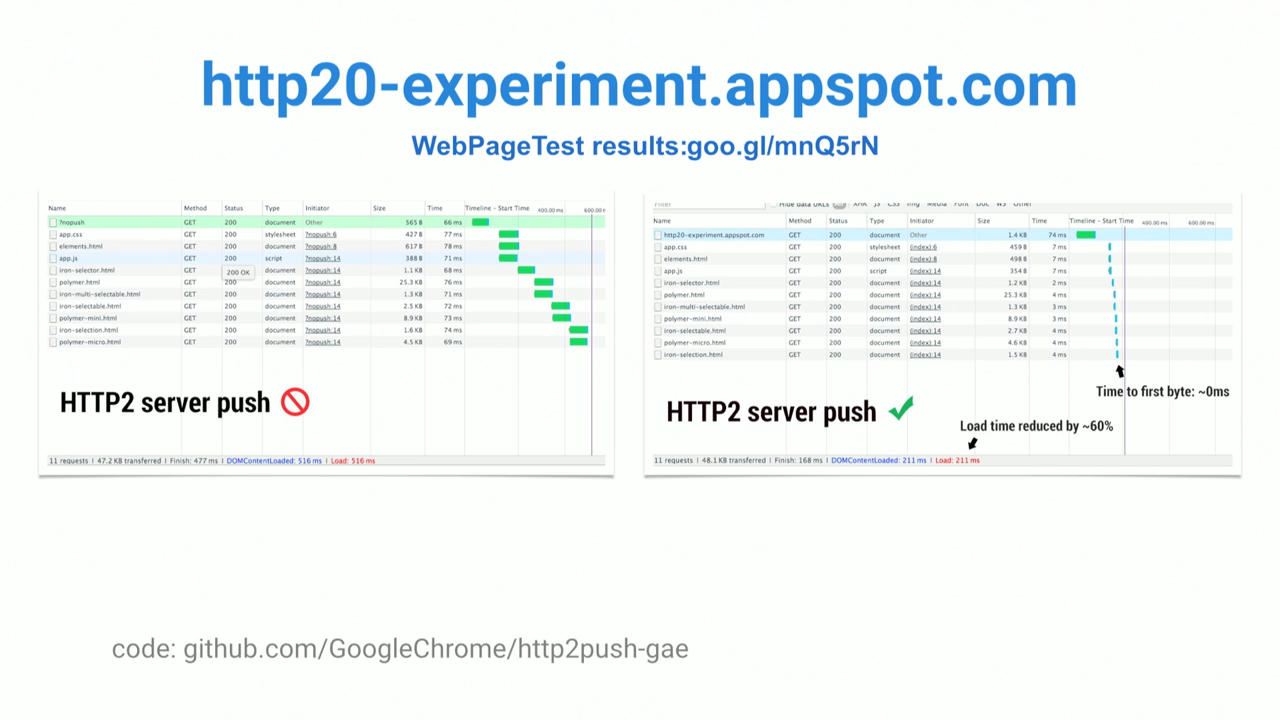 http20-experiment.appspot.com
WebPageTest results:goo.gl/mnQ5rN
Name Method Status Type Initiator Size Time Timeline - Start Time 400.00 ms 600.00
?nopush GET 200 document Other 565 B 66 ms
app.css GET 200 stylesheet ?nopush:6 427 B 77 ms
elements.html GET 200 document ?nopush:8 617 B 78 ms
app.js GET 200 script ?nopush:14 388 B 71 ms
iron-selector.html GET 200 document ?nopush:14 1.1 KB 68 ms
200 OK
polymer.html GET 200 document ?nopush:14 25.3 KB 76 ms
iron-multi-selectable.html GET 200 document ?nopush:14 1.3 KB 71 ms
iron-selectable.html GET 200 document ?nopush:14 2.5 KB 72 ms
polymer-mini.html GET 200 document ?nopush:14 8.9 KB 73 ms
iron-selection.html GET 200 document ?nopush:14 1.6 KB 74 ms
polymer-micro.html GET 200 document ?nopush:14 4.5 KB 69 ms
HTTP2 server push
11 requests | 47.2 KB transferred | Finish: 477 ms | DOMContentLoaded: 516 ms | Load: 516 ms
Name Method Status Type Initiator Size Time Timeline - Start Time 400.00 ms 600.00 ms
http20-experiment.appspot.com GET 200 document Other 1.4 KB 74 ms
app.css GET 200 stylesheet (index):6 459 B 7 ms
elements.html GET 200 document (index):8 498 B 7 ms
app.js GET 200 script (index):14 354 B 7 ms
iron-selector.html GET 200 document (index):14 1.2 KB 2 ms
polymer.html GET 200 document (index):14 25.3 KB 4 ms
iron-multi-selectable.html GET 200 document (index):14 1.3 KB 3 ms
polymer-mini.html GET 200 document (index):14 8.9 KB 3 ms
iron-selectable.html GET 200 document (index):14 2.7 KB 4 ms
polymer-micro.html GET 200 document (index):14 4.6 KB 4 ms
iron-selection.html GET 200 document (index):14 1.5 KB 4 ms
Time to first byte: ~0ms
HTTP2 server push
Load time reduced by ~60%
11 requests | 48.1 KB transferred | Finish: 168 ms | DOMContentLoaded: 211 ms | Load: 211 ms
code: github.com/GoogleChrome/http2push-gae